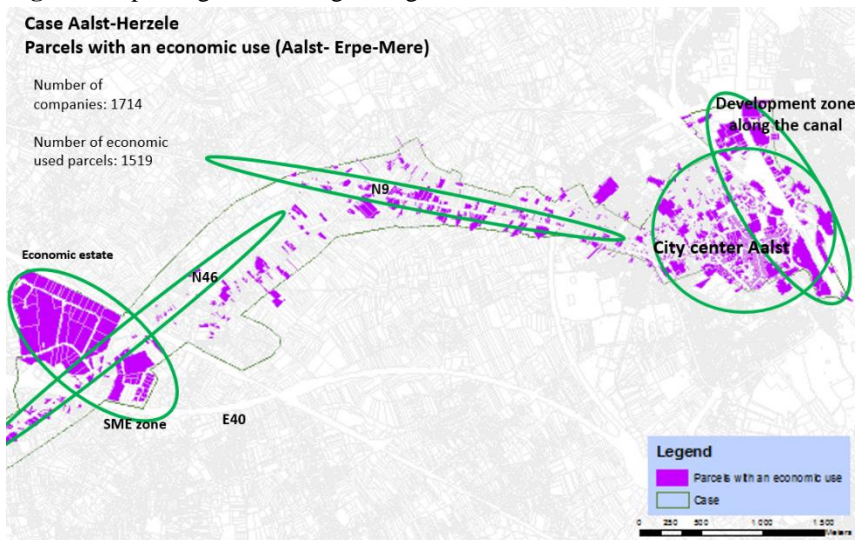 Case Aalst-Herzele
Parcels with an economic use (Aalst- Erpe-Mere)
Number of
companies: 1714
Number of economic
used parcels: 1519
Development zone
along the canal
N9
City center Aalst
Economic estate
N46
SME zone
E40
Legend
Parcels with an economic use
Case
0 250 500 1 000 1 500
Meters